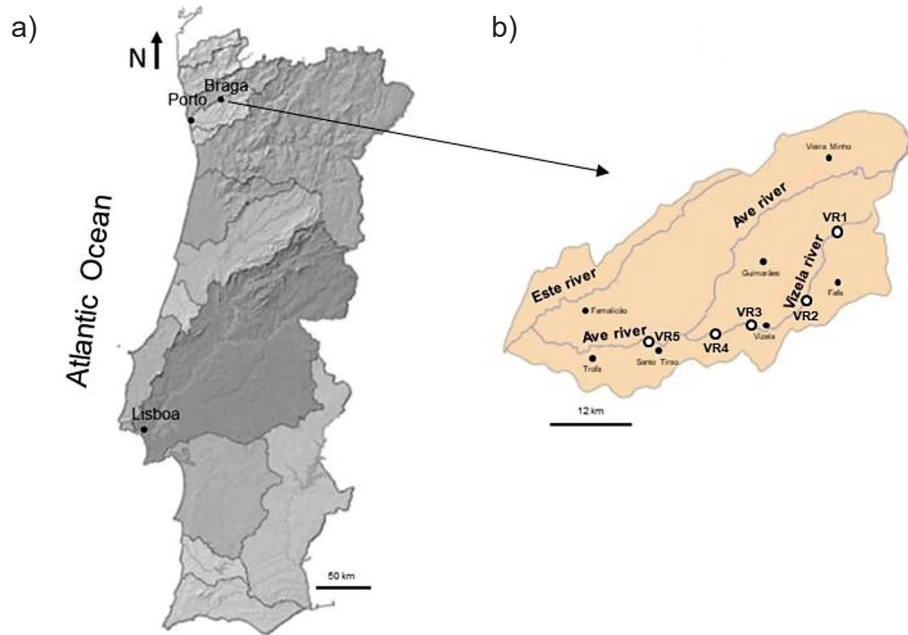 a)
N
Braga
Porto
Atlantic Ocean
Lisboa
50 km
b)
Vieira Minho
Ave river
VR1
Este river
Guimarães
Vizela river
Fafe
Famalicão
VR2
VR3
Vizela
Ave river
VR5
VR4
Trofa
Santo Tirso
12 km